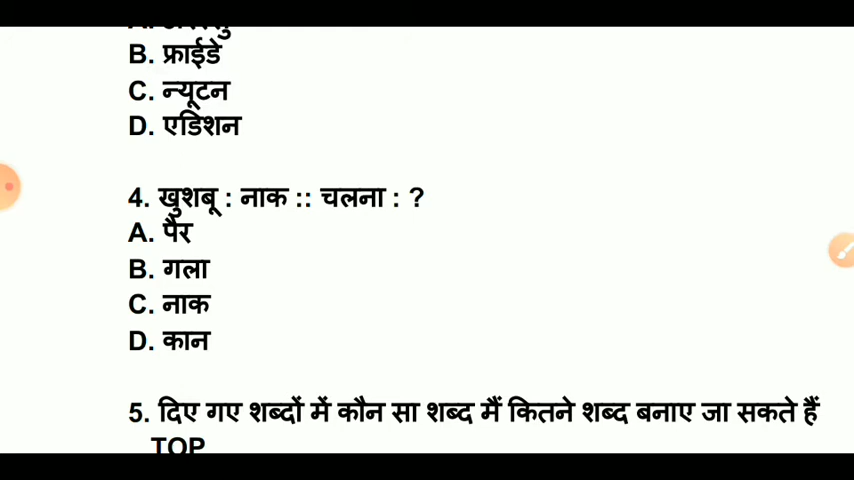 B. फ्राईडे
C. न्यूटन
D. एडिशन
4. खुशबू : नाक :: चलना : ?
A. पैर
B. गला
C. नाक
D. कान
5. दिए गए शब्दों में कौन सा शब्द मैं कितने शब्द बनाए जा सकते हैं
TOP